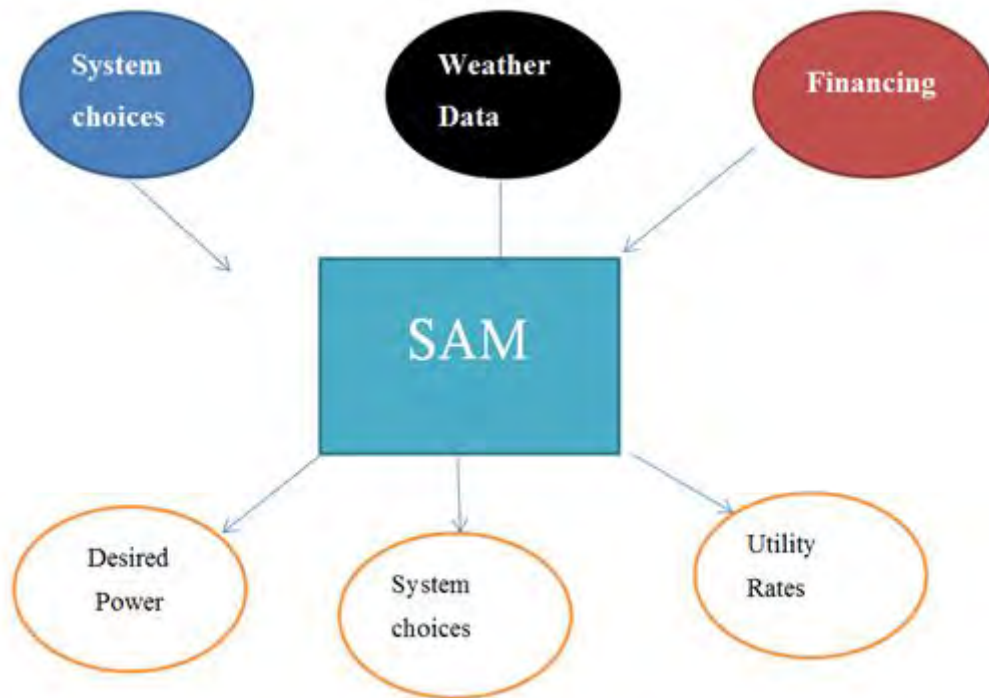 System
choices
Weather
Data
Financing
SAM
Desired
Power
System
choices
Utility
Rates